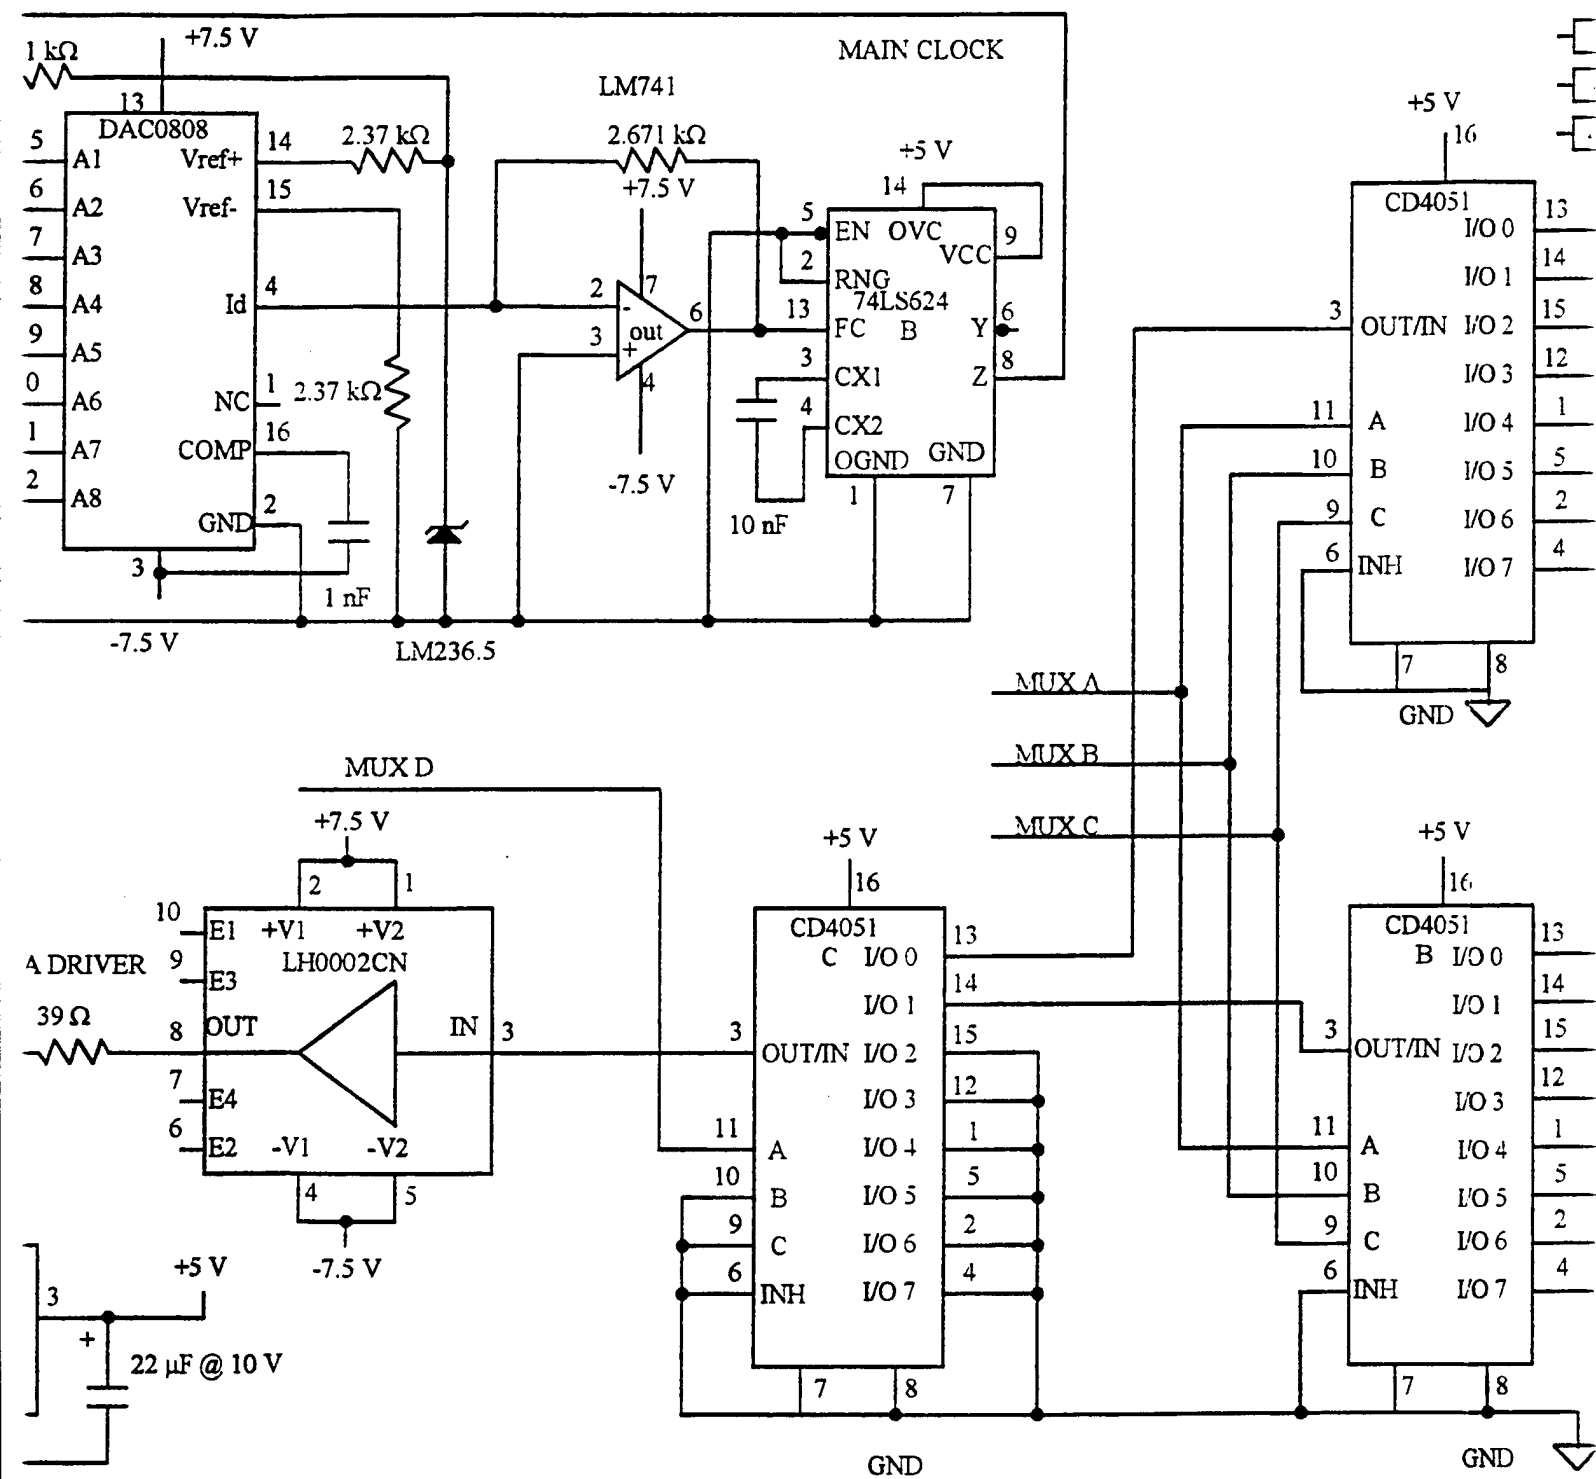 +7.5 V
MAIN CLOCK
1 kΩ
LM741
13
DAC0808
5 A1
6 A2
7 A3
8 A4
9 A5
0 A6
1 A7
2 A8
Vref+ 14
Vref- 15
Id 4
NC 1
COMP 16
GND 2
3
-7.5 V
2.37 kΩ
2.37 kΩ
1 nF
LM236.5
2.671 kΩ
+7.5 V
7
2 -
3 +
out
6
4
-7.5 V
+5 V
14
5 EN OVC
9
VCC
2 RNG
74LS624
13 FC B Y 6
3 CX1 Z 8
4 CX2
OGND GND
1 7
10 nF
+5 V
16
CD4051
I/O 0 13
I/O 1 14
3 OUT/IN I/O 2 15
I/O 3 12
11 A I/O 4 1
10 B I/O 5 5
9 C I/O 6 2
6 INH I/O 7 4
7 8
GND
MUX A
MUX B
MUX C
MUX D
+7.5 V
2 1
10 E1 +V1 +V2
LH0002CN
A DRIVER
9 E3
39 Ω
8 OUT IN 3
7 E4
6 E2 -V1 -V2
4 5
-7.5 V
+5 V
3
+
22 µF @ 10 V
+5 V
16
CD4051
C I/O 0 13
I/O 1 14
3 OUT/IN I/O 2 15
I/O 3 12
11 A I/O 4 1
10 B I/O 5 5
9 C I/O 6 2
6 INH I/O 7 4
7 8
GND
+5 V
16
CD4051
B I/O 0 13
I/O 1 14
3 OUT/IN I/O 2 15
I/O 3 12
11 A I/O 4 1
10 B I/O 5 5
9 C I/O 6 2
6 INH I/O 7 4
7 8
GND